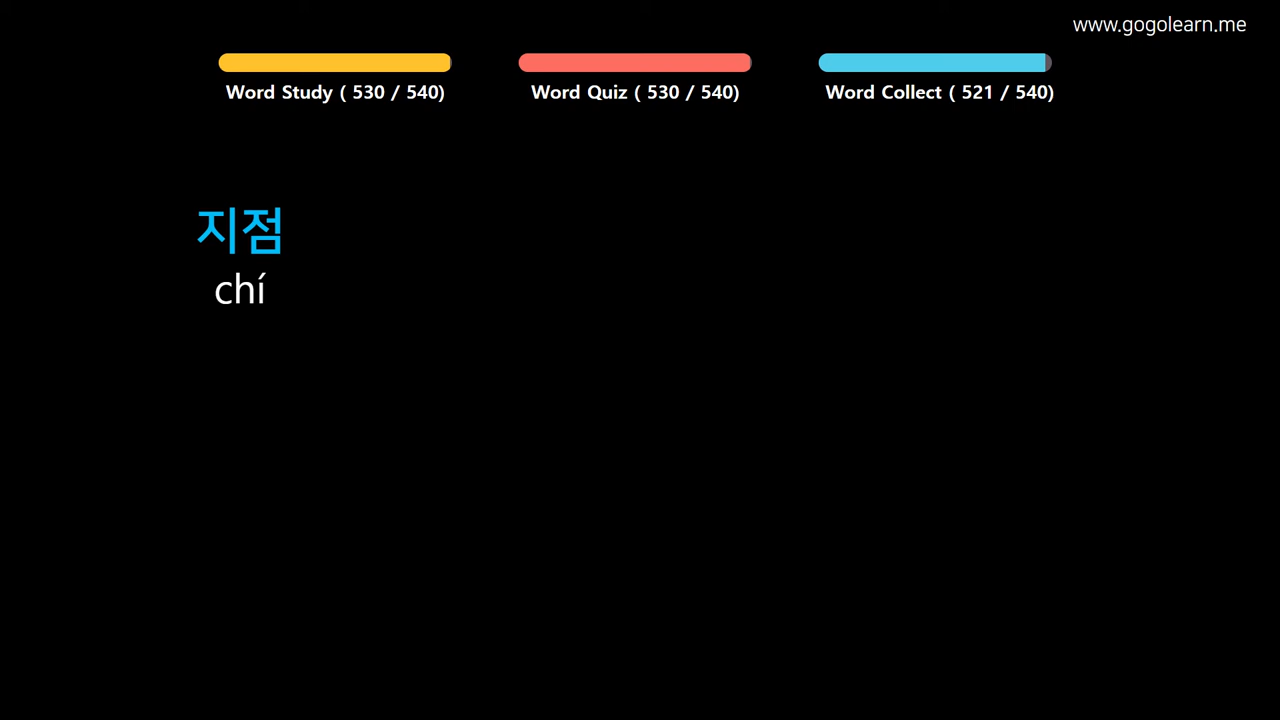 www.gogolearn.me
Word Study ( 530 / 540)
Word Quiz ( 530 / 540)
Word Collect ( 521 / 540)
지점
chí